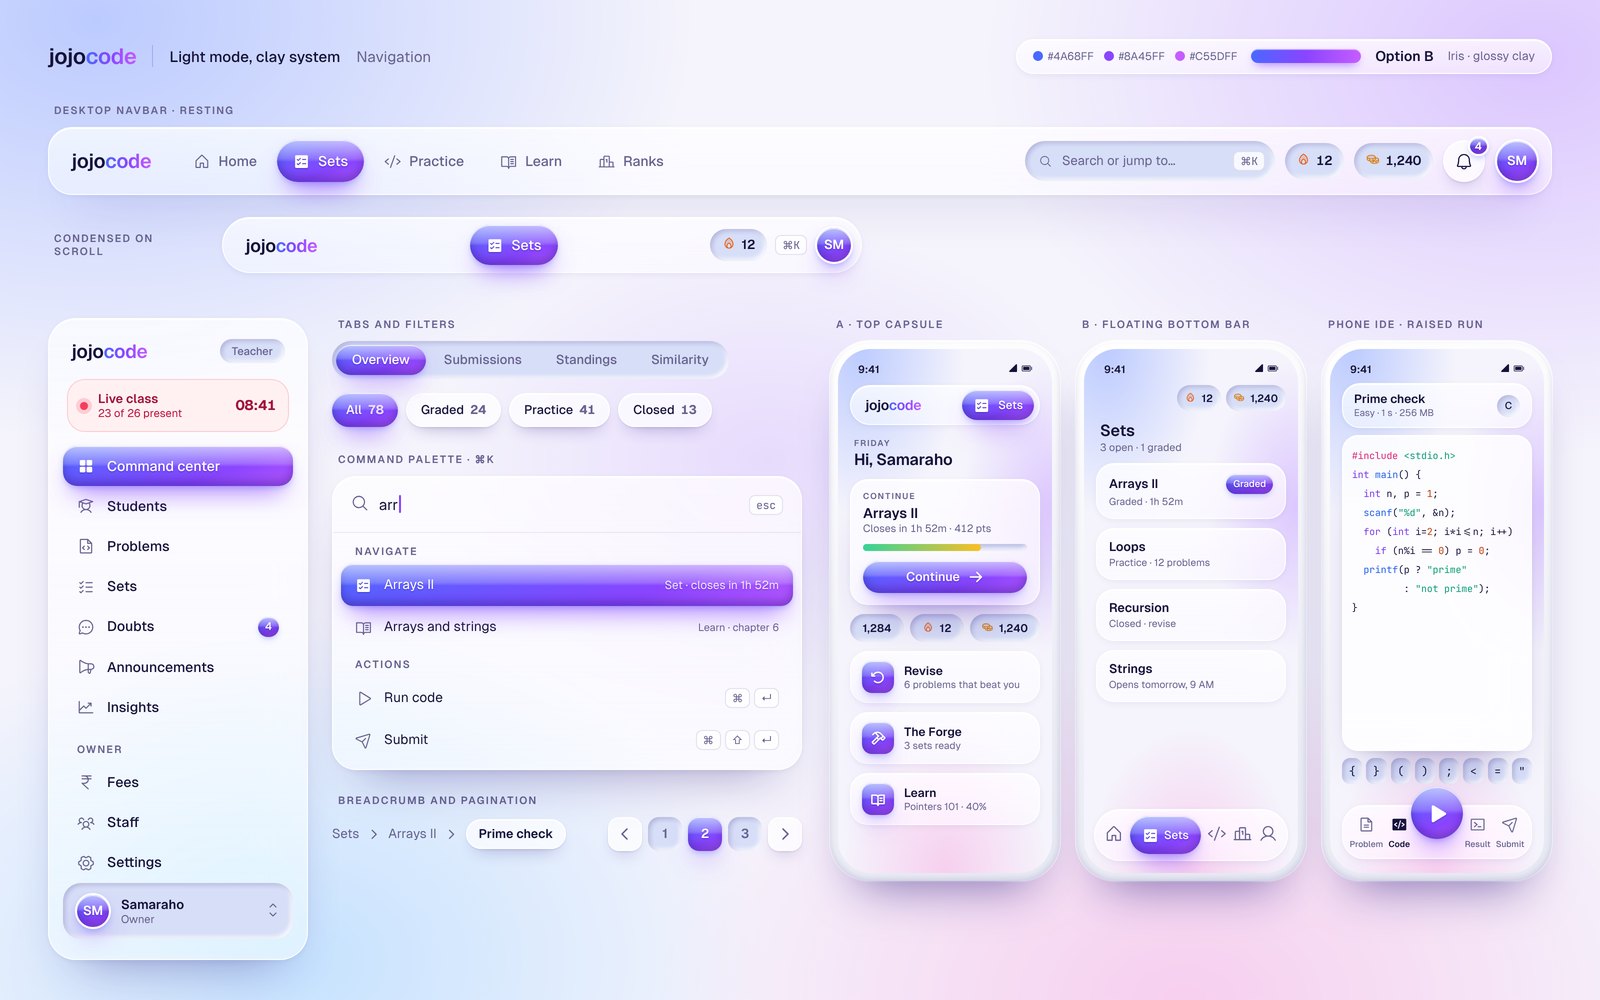 jojocode
Light mode, clay system
Navigation
#4A68FF
#8A45FF
#C55DFF
Option B
Iris · glossy clay
DESKTOP NAVBAR · RESTING
jojocode
Home
Sets
</> Practice
Learn
Ranks
Search or jump to...
⌘K
12
1,240
4
SM
CONDENSED ON
SCROLL
jojocode
Sets
12
⌘K
SM
jojocode
Teacher
Live class
23 of 26 present
08:41
Command center
Students
Problems
Sets
Doubts
4
Announcements
Insights
OWNER
₹ Fees
Staff
Settings
SM
Samaraho
Owner
TABS AND FILTERS
Overview
Submissions
Standings
Similarity
All 78
Graded 24
Practice 41
Closed 13
COMMAND PALETTE · ⌘K
arr
esc
NAVIGATE
Arrays II
Set · closes in 1h 52m
Arrays and strings
Learn · chapter 6
ACTIONS
Run code
⌘ ↵
Submit
⌘ ⇧ ↵
BREADCRUMB AND PAGINATION
Sets > Arrays II > Prime check
< 1 2 3 >
A · TOP CAPSULE
9:41
jojocode
Sets
FRIDAY
Hi, Samaraho
CONTINUE
Arrays II
Closes in 1h 52m · 412 pts
Continue →
1,284
12
1,240
Revise
6 problems that beat you
The Forge
3 sets ready
Learn
Pointers 101 · 40%
B · FLOATING BOTTOM BAR
9:41
12
1,240
Sets
3 open · 1 graded
Arrays II
Graded · 1h 52m
Graded
Loops
Practice · 12 problems
Recursion
Closed · revise
Strings
Opens tomorrow, 9 AM
Sets
</>
PHONE IDE · RAISED RUN
9:41
Prime check
Easy · 1 s · 256 MB
C
#include <stdio.h>
int main() {
int n, p = 1;
scanf("%d", &n);
for (int i=2; i*i<=n; i++)
if (n%i == 0) p = 0;
printf(p ? "prime"
: "not prime");
}
{ } ( ) ; < = "
Problem
Code
Result
Submit